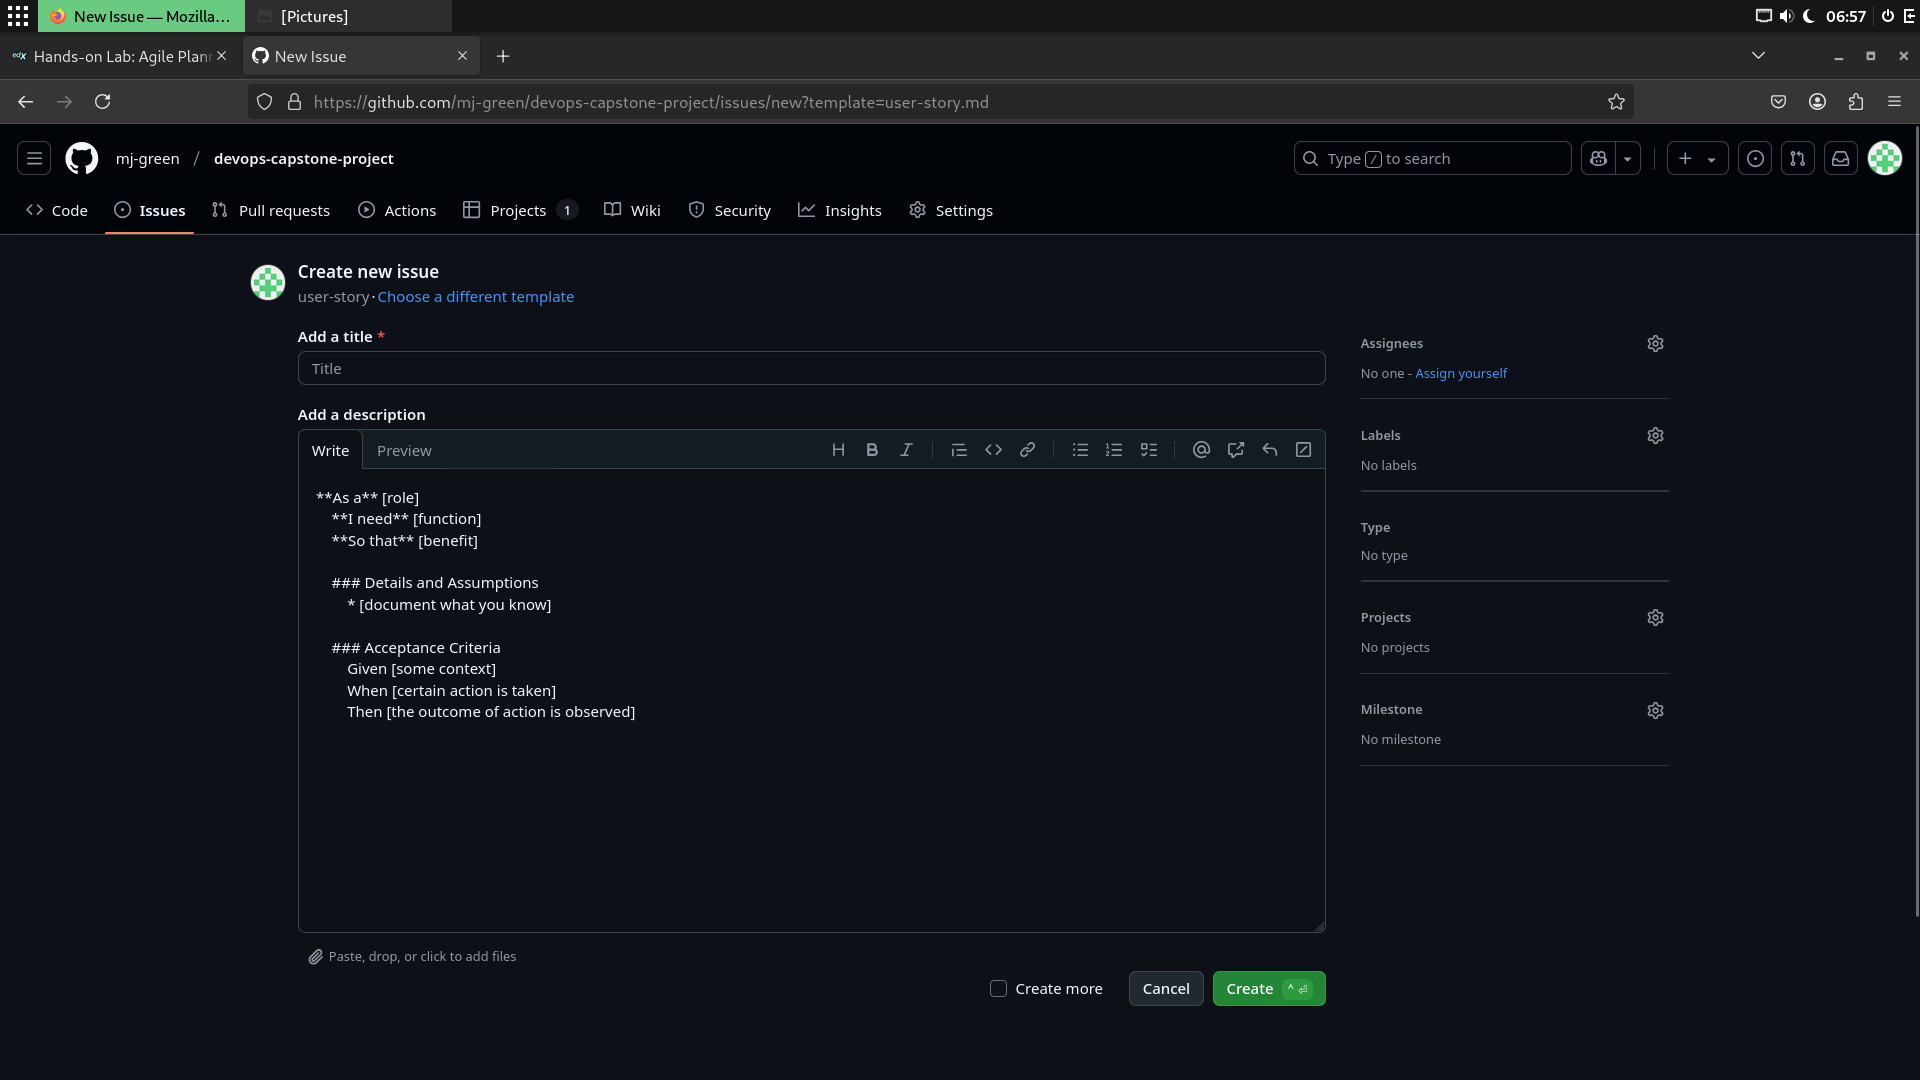 New Issue — Mozilla...
[Pictures]
06:57
edX Hands-on Lab: Agile Plan
New Issue
https://github.com/mj-green/devops-capstone-project/issues/new?template=user-story.md
mj-green / devops-capstone-project
Type / to search
Code
Issues
Pull requests
Actions
Projects 1
Wiki
Security
Insights
Settings
Create new issue
user-story · Choose a different template
Add a title *
Title
Add a description
Write
Preview
**As a** [role]
**I need** [function]
**So that** [benefit]
### Details and Assumptions
* [document what you know]
### Acceptance Criteria
Given [some context]
When [certain action is taken]
Then [the outcome of action is observed]
Paste, drop, or click to add files
Create more
Cancel
Create ^ ⏎
Assignees
No one - Assign yourself
Labels
No labels
Type
No type
Projects
No projects
Milestone
No milestone